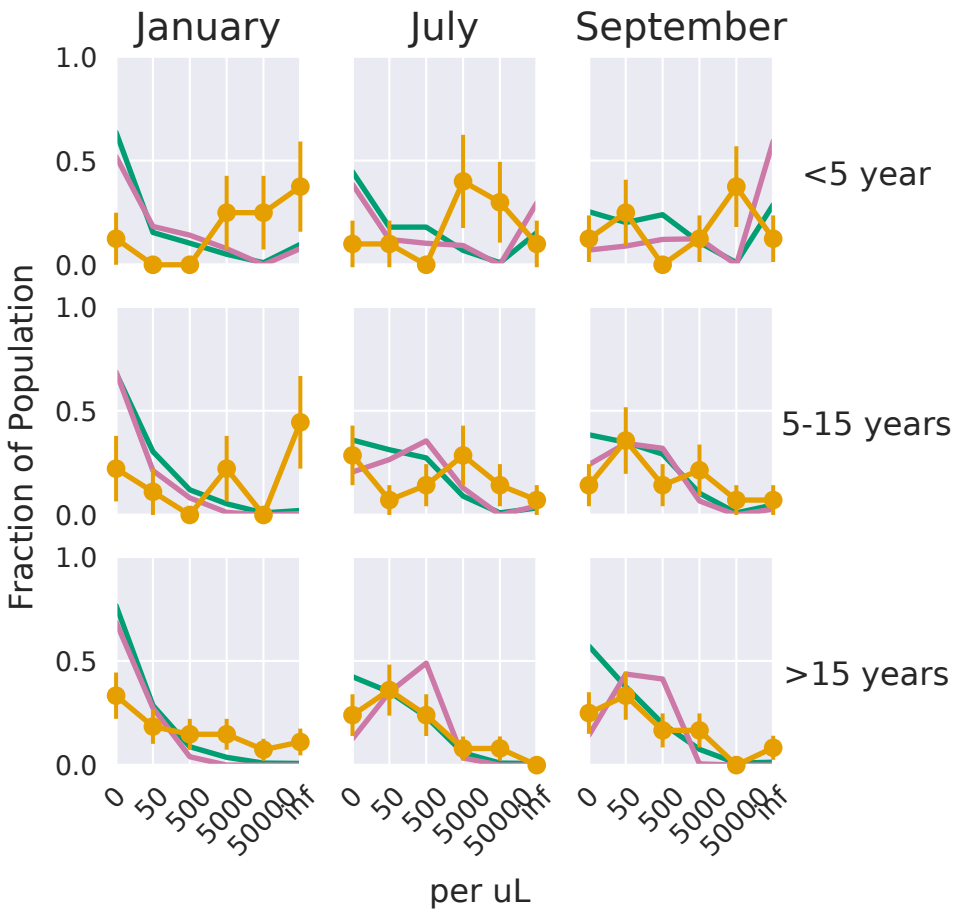 January July September
1.0
0.5
0.0
<5 year
1.0
0.5
0.0
5-15 years
1.0
0.5
0.0
>15 years
Fraction of Population
0 50 500 5000 50000 inf
0 50 500 5000 50000 inf
0 50 500 5000 50000 inf
per uL